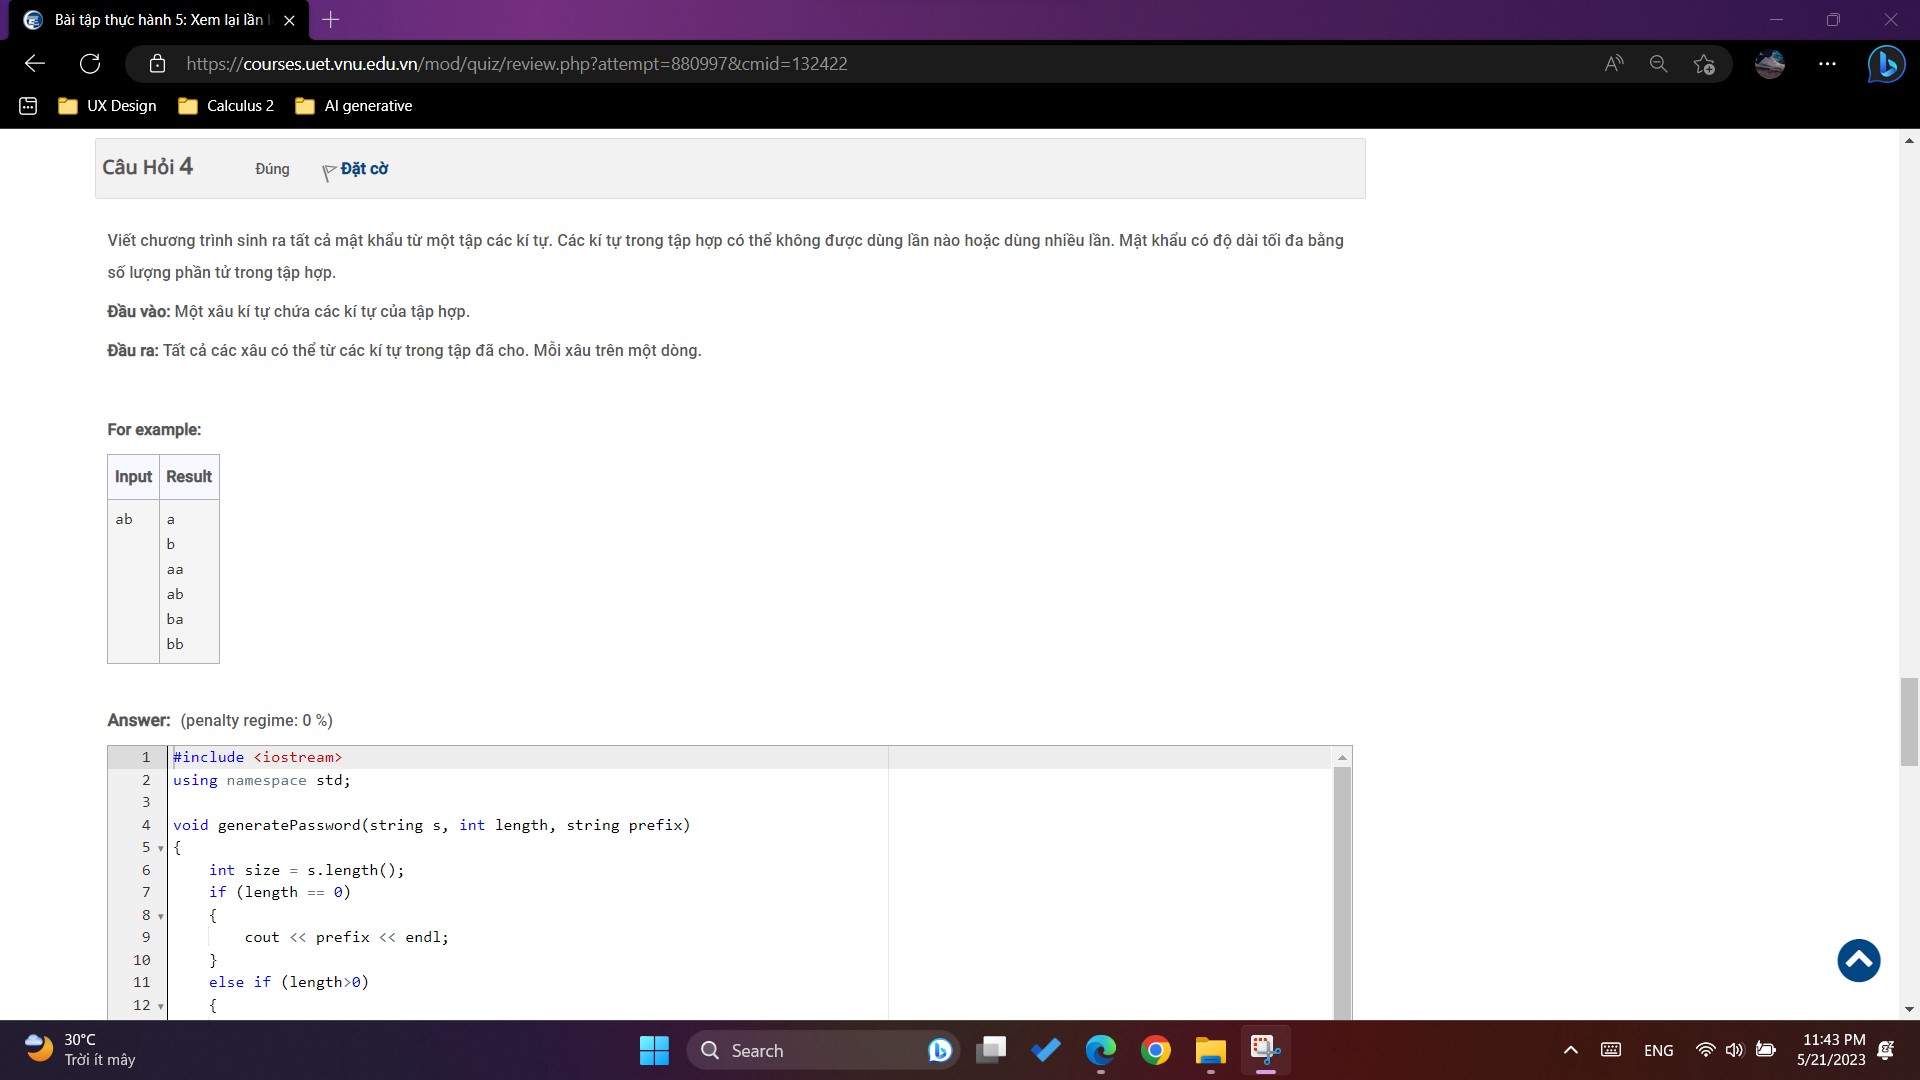 Bài tập thực hành 5: Xem lại lần
https://courses.uet.vnu.edu.vn/mod/quiz/review.php?attempt=880997&cmid=132422
UX Design Calculus 2 AI generative
Câu Hỏi 4 Đúng Đặt cờ
Viết chương trình sinh ra tất cả mật khẩu từ một tập các kí tự. Các kí tự trong tập hợp có thể không được dùng lần nào hoặc dùng nhiều lần. Mật khẩu có độ dài tối đa bằng
số lượng phần tử trong tập hợp.
Đầu vào: Một xâu kí tự chứa các kí tự của tập hợp.
Đầu ra: Tất cả các xâu có thể từ các kí tự trong tập đã cho. Mỗi xâu trên một dòng.
For example:
Input Result
ab a
b
aa
ab
ba
bb
Answer: (penalty regime: 0 %)
1 #include <iostream>
2 using namespace std;
3
4 void generatePassword(string s, int length, string prefix)
5 {
6 int size = s.length();
7 if (length == 0)
8 {
9 cout << prefix << endl;
10 }
11 else if (length>0)
12 {
30°C
Trời ít mây
Search
ENG
11:43 PM
5/21/2023